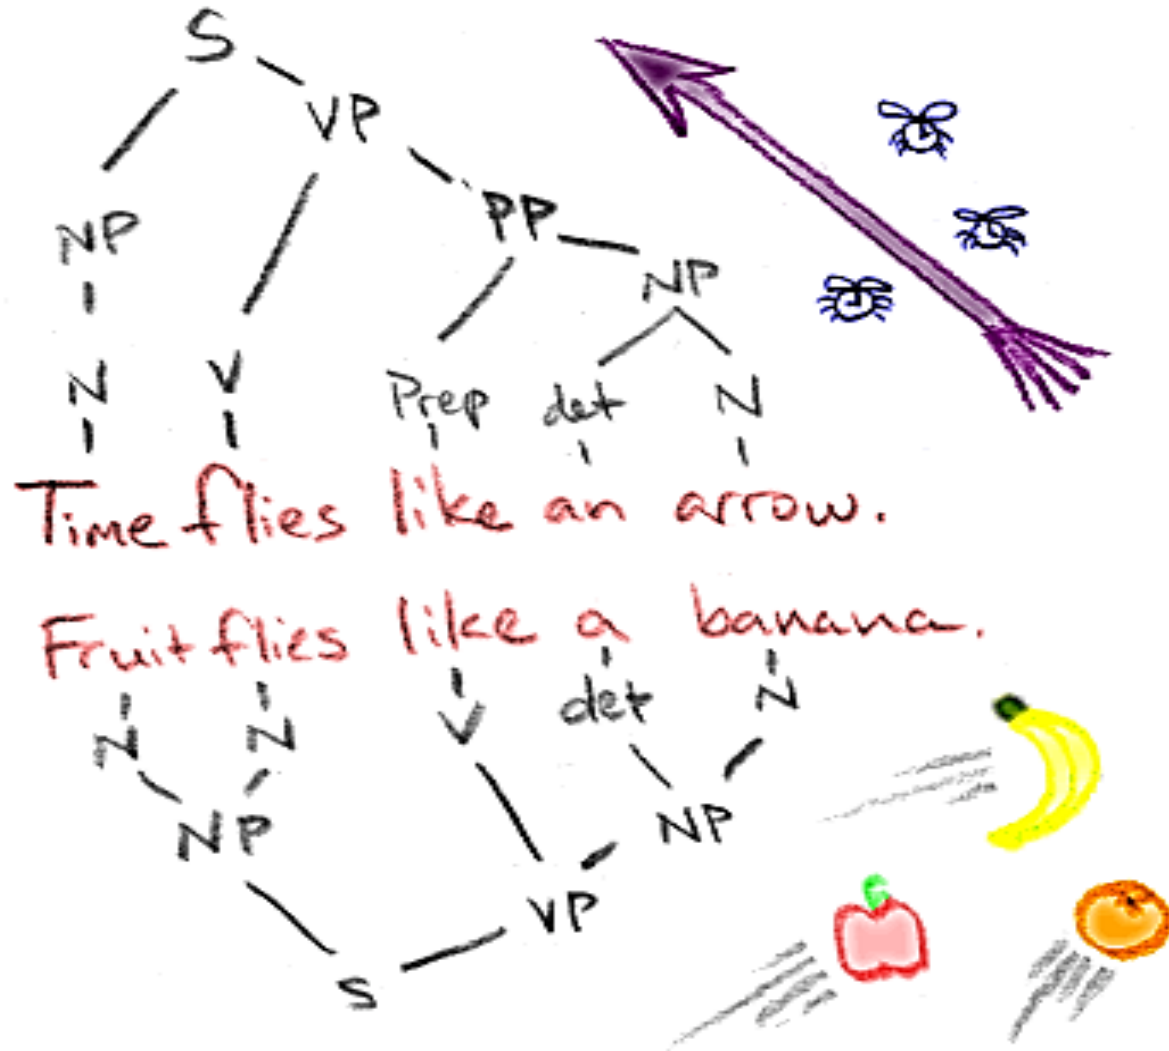 S
VP
PP
NP
NP
N V Prep det N
Time flies like an arrow.
Fruit flies like a banana.
N N V det N
NP NP
VP
S